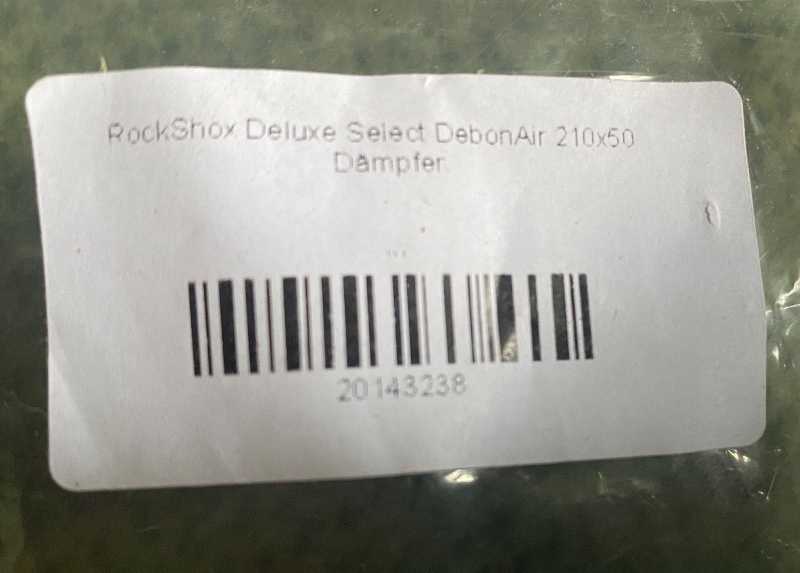 RockShox Deluxe Select DebonAir 210x50
Dämpfer
20143238